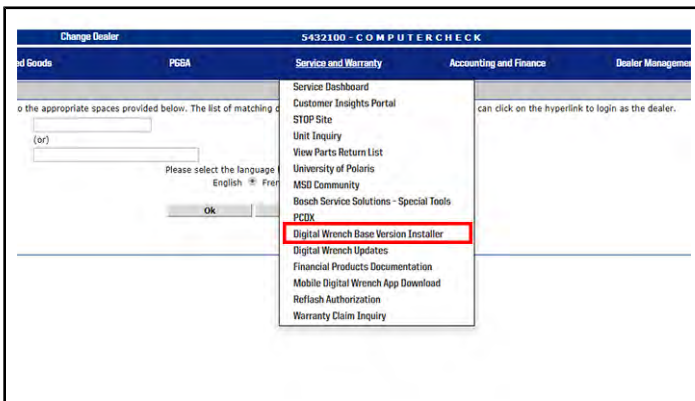 Change Dealer
5432100 - C O M P U T E R C H E C K
ed Goods
PG&A
Service and Warranty
Accounting and Finance
Dealer Managemen
Service Dashboard
o the appropriate spaces provided below. The list of matching
can click on the hyperlink to login as the dealer.
Customer Insights Portal
STOP Site
(or)
Unit Inquiry
View Parts Return List
Please select the language
University of Polaris
English
Fren
MSD Community
Bosch Service Solutions - Special Tools
Ok
PCDX
Digital Wrench Base Version Installer
Digital Wrench Updates
Financial Products Documentation
Mobile Digital Wrench App Download
Reflash Authorization
Warranty Claim Inquiry